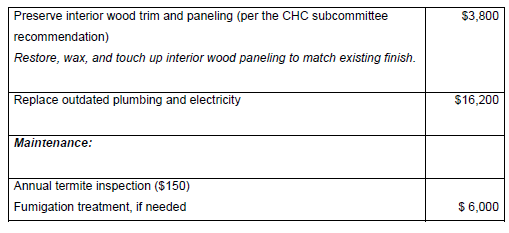 Preserve interior wood trim and paneling (per the CHC subcommittee $3,800
recommendation)
Restore, wax, and touch up interior wood paneling to match existing finish.
Replace outdated plumbing and electricity $16,200
Maintenance:
Annual termite inspection ($150)
Fumigation treatment, if needed $ 6,000